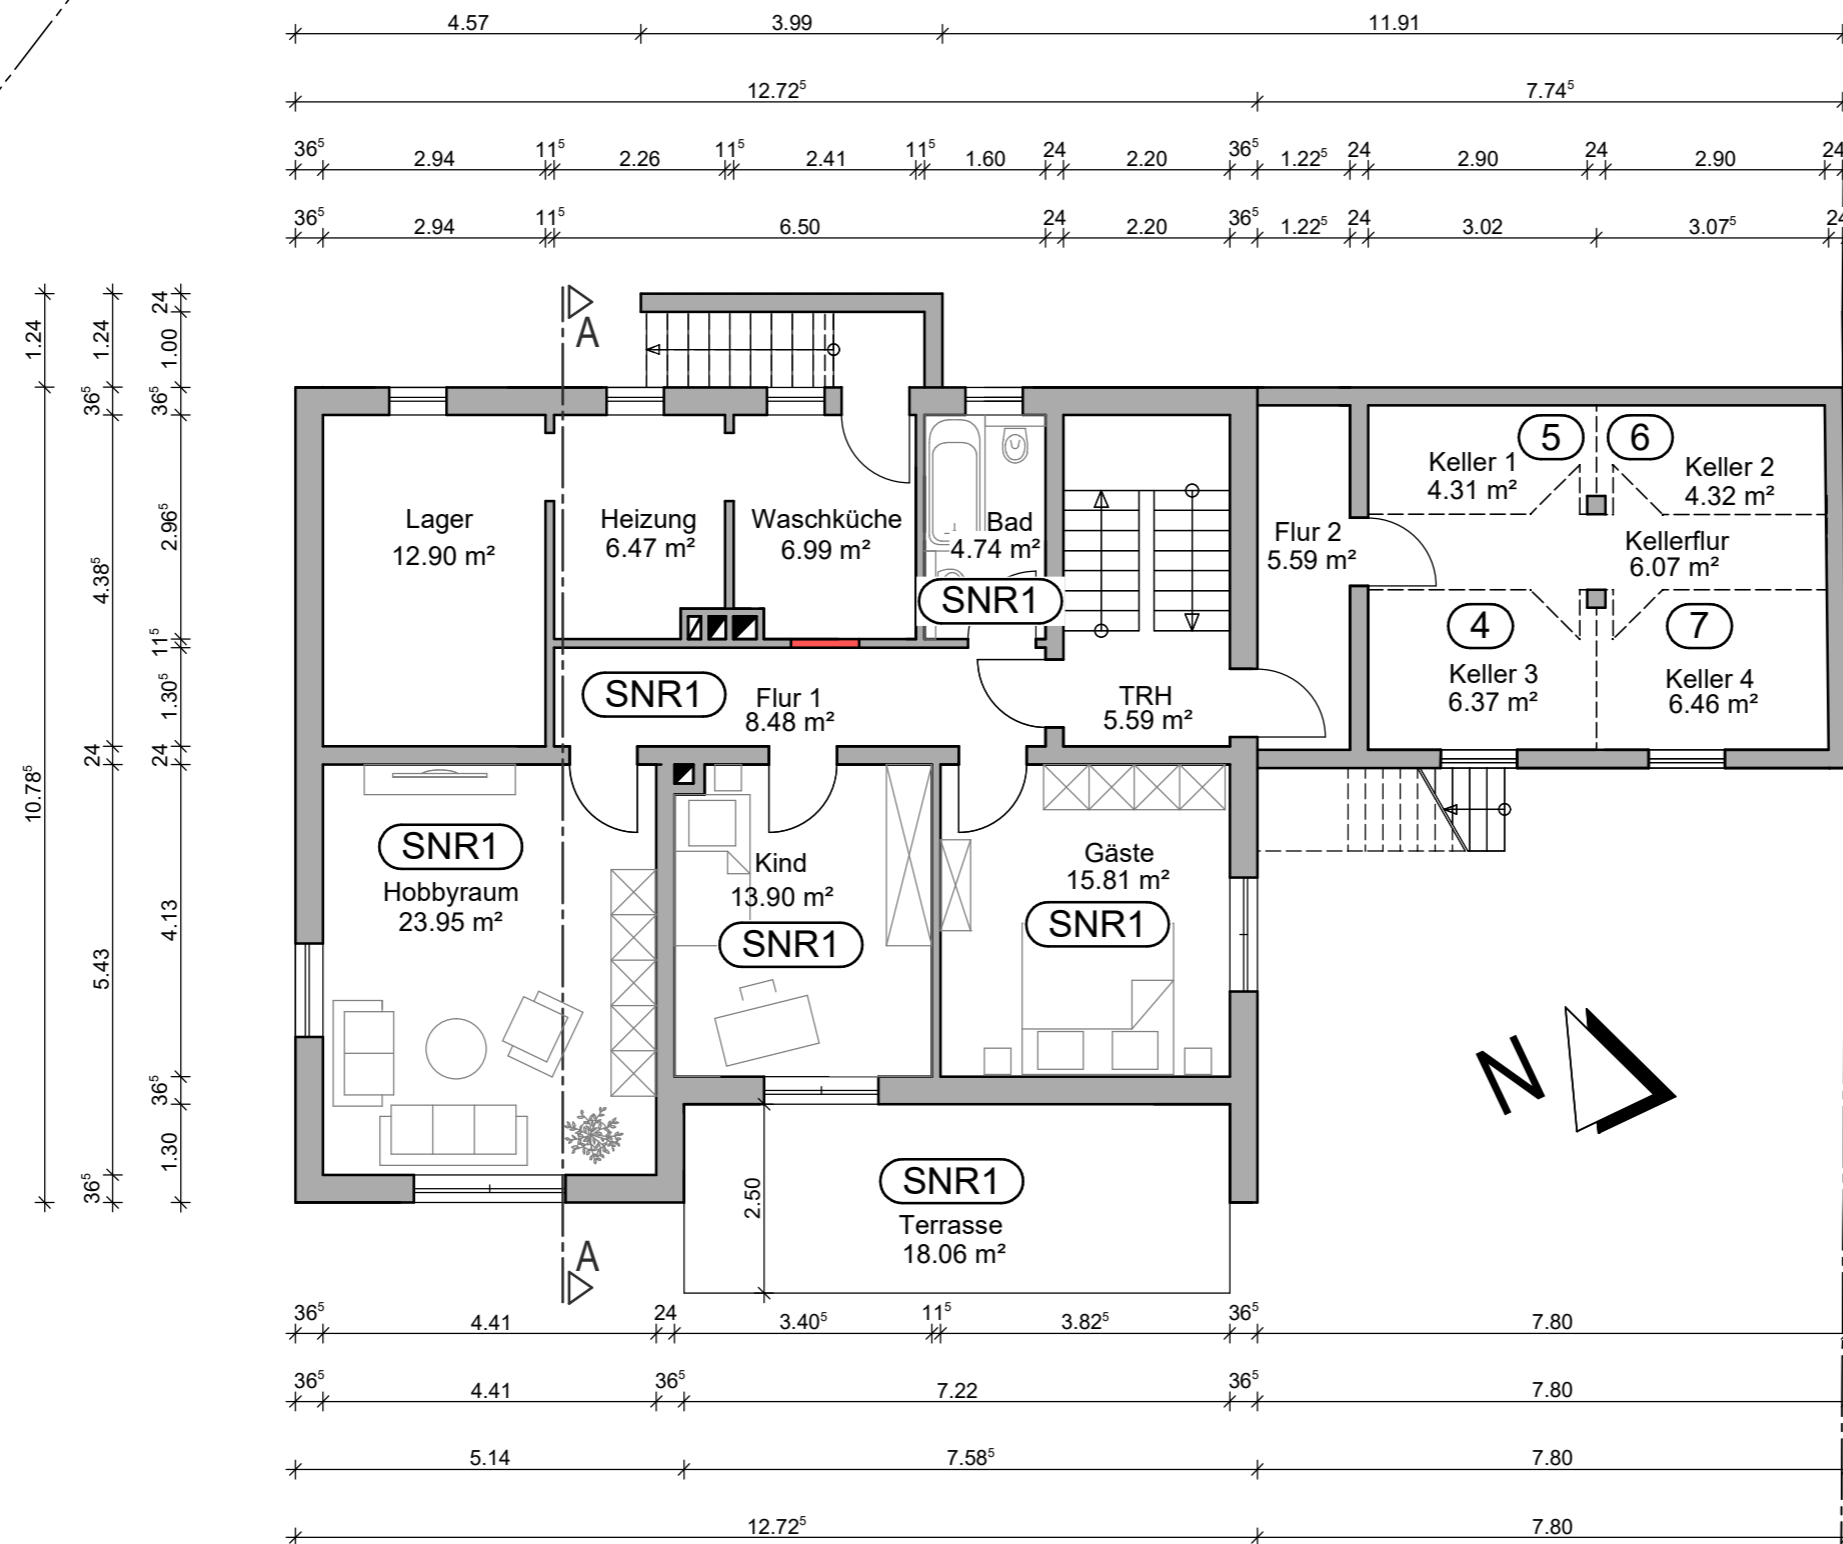 4.57 3.99 11.91
12.72⁵ 7.74⁵
36⁵ 2.94 11⁵ 2.26 11⁵ 2.41 11⁵ 1.60 24 2.20 36⁵ 1.22⁵ 24 2.90 24 2.90 24
36⁵ 2.94 11⁵ 6.50 24 2.20 36⁵ 1.22⁵ 24 3.02 3.07⁵ 24
1.24 10.78⁵
1.24 36⁵ 4.38⁵ 24 5.43 36⁵
24 1.00 36⁵ 2.96⁵ 11⁵ 1.30⁵ 24 4.13 36⁵ 1.30
A
Lager
12.90 m²
Heizung
6.47 m²
Waschküche
6.99 m²
Bad
4.74 m²
SNR1
Flur 2
5.59 m²
5
Keller 1
4.31 m²
6
Keller 2
4.32 m²
Kellerflur
6.07 m²
4
Keller 3
6.37 m²
7
Keller 4
6.46 m²
SNR1
Flur 1
8.48 m²
TRH
5.59 m²
SNR1
Hobbyraum
23.95 m²
Kind
13.90 m²
SNR1
Gäste
15.81 m²
SNR1
N
2.50
SNR1
Terrasse
18.06 m²
A
36⁵ 4.41 24 3.40⁵ 11⁵ 3.82⁵ 36⁵ 7.80
36⁵ 4.41 36⁵ 7.22 36⁵ 7.80
5.14 7.58⁵ 7.80
12.72⁵ 7.80